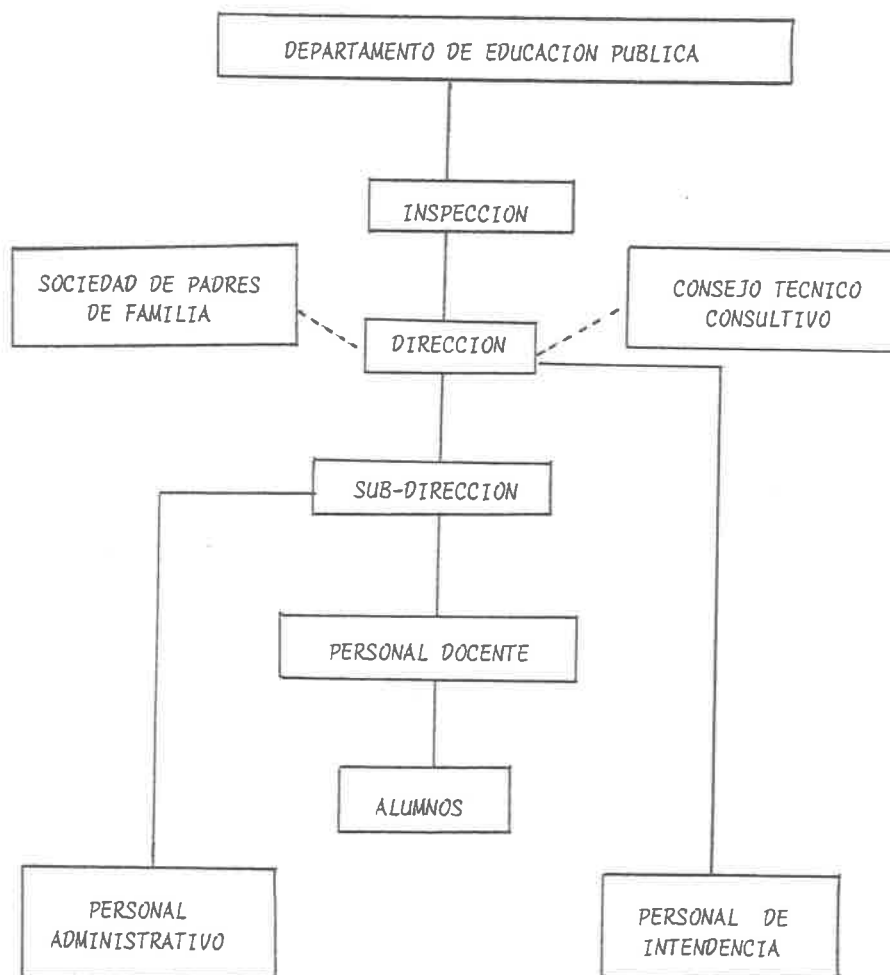 DEPARTAMENTO DE EDUCACION PUBLICA
INSPECCION
SOCIEDAD DE PADRES
DE FAMILIA
CONSEJO TECNICO
CONSULTIVO
DIRECCION
SUB-DIRECCION
PERSONAL DOCENTE
ALUMNOS
PERSONAL
ADMINISTRATIVO
PERSONAL DE
INTENDENCIA